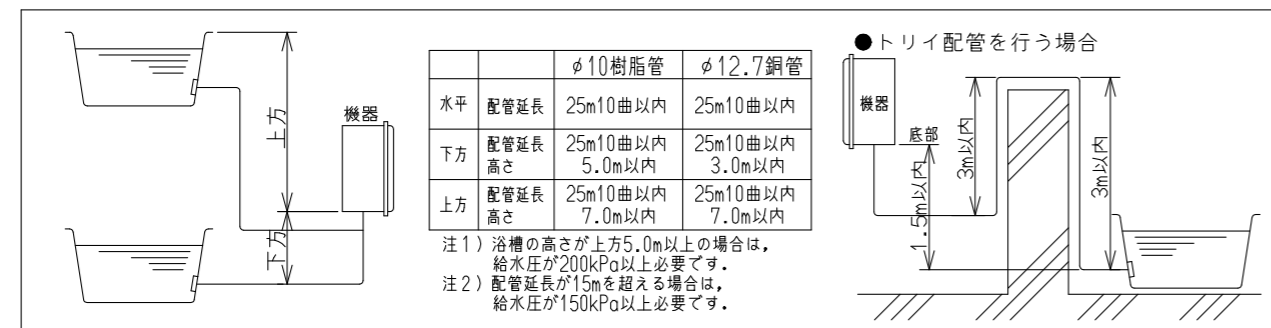 機器
上方
下方
φ10樹脂管 φ12.7銅管
水平 配管延長 25m10曲以内 25m10曲以内
下方 配管延長 25m10曲以内 25m10曲以内
高さ 5.0m以内 3.0m以内
上方 配管延長 25m10曲以内 25m10曲以内
高さ 7.0m以内 7.0m以内
注1)浴槽の高さが上方5.0m以上の場合は,
給水圧が200kPa以上必要です.
注2)配管延長が15mを超える場合は,
給水圧が150kPa以上必要です.
●トリイ配管を行う場合
機器
底部
1.5m以内
3m以内
3m以内